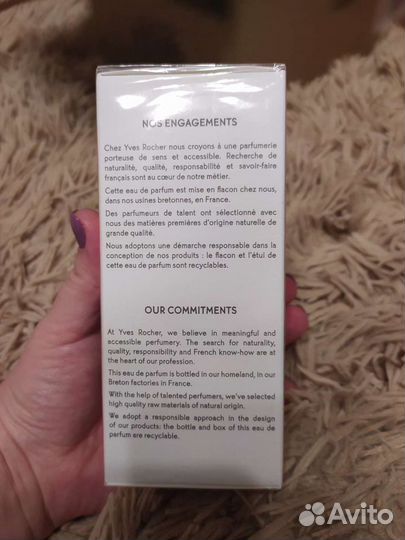 NOS ENGAGEMENTS
Chez Yves Rocher nous croyons à une parfumerie
porteuse de sens et accessible. Recherche de
naturalité, qualité, responsabilité et savoir-faire
français sont au cœur de notre métier.
Cette eau de parfum est mise en flacon chez nous,
dans nos usines bretonnes, en France.
Des parfumeurs de talent ont sélectionné avec
nous des matières premières d'origine naturelle de
grande qualité.
Nous adoptons une démarche responsable dans la
conception de nos produits : le flacon et l'étui de
cette eau de parfum sont recyclables.
OUR COMMITMENTS
At Yves Rocher, we believe in meaningful and
accessible perfumery. The search for naturality,
quality, responsibility and French know-how are at
the heart of our profession.
This eau de parfum is bottled in our homeland, in our
Breton factories in France.
With the help of talented perfumers, we've selected
high quality raw materials of natural origin.
We adopt a responsible approach in the design
of our products: the bottle and box of this eau de
parfum are recyclable.
Avito